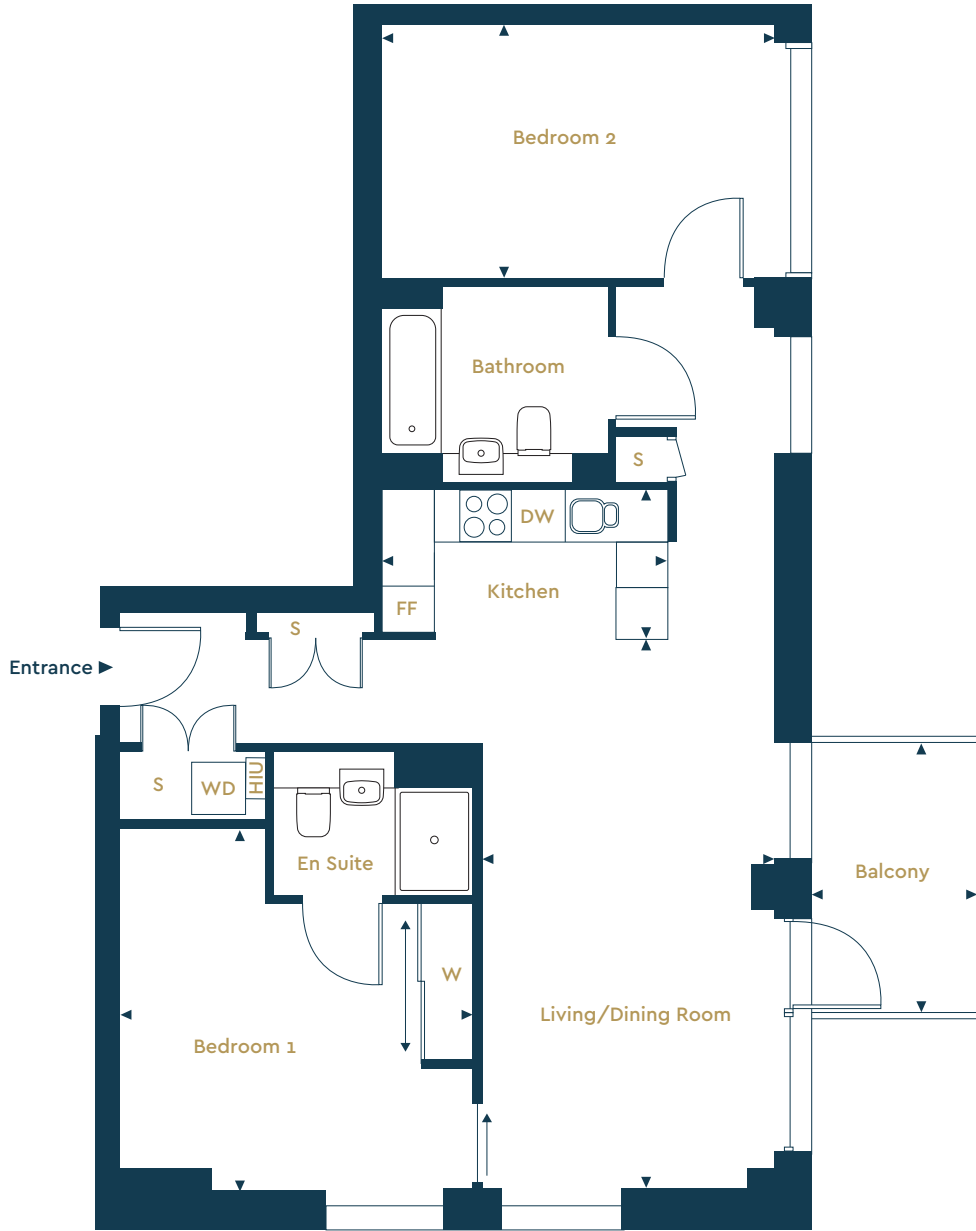 Bedroom 2
Bathroom
S
DW
Kitchen
FF
S
Entrance
S
WD
HIU
En Suite
Balcony
W
Living/Dining Room
Bedroom 1